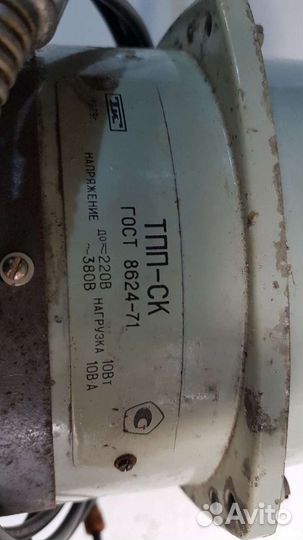 ТПП-СК
ГОСТ 8624-71
НАПРЯЖЕНИЕ до=220В НАГРУЗКА 10Вт
~380В 10ВА
Avito